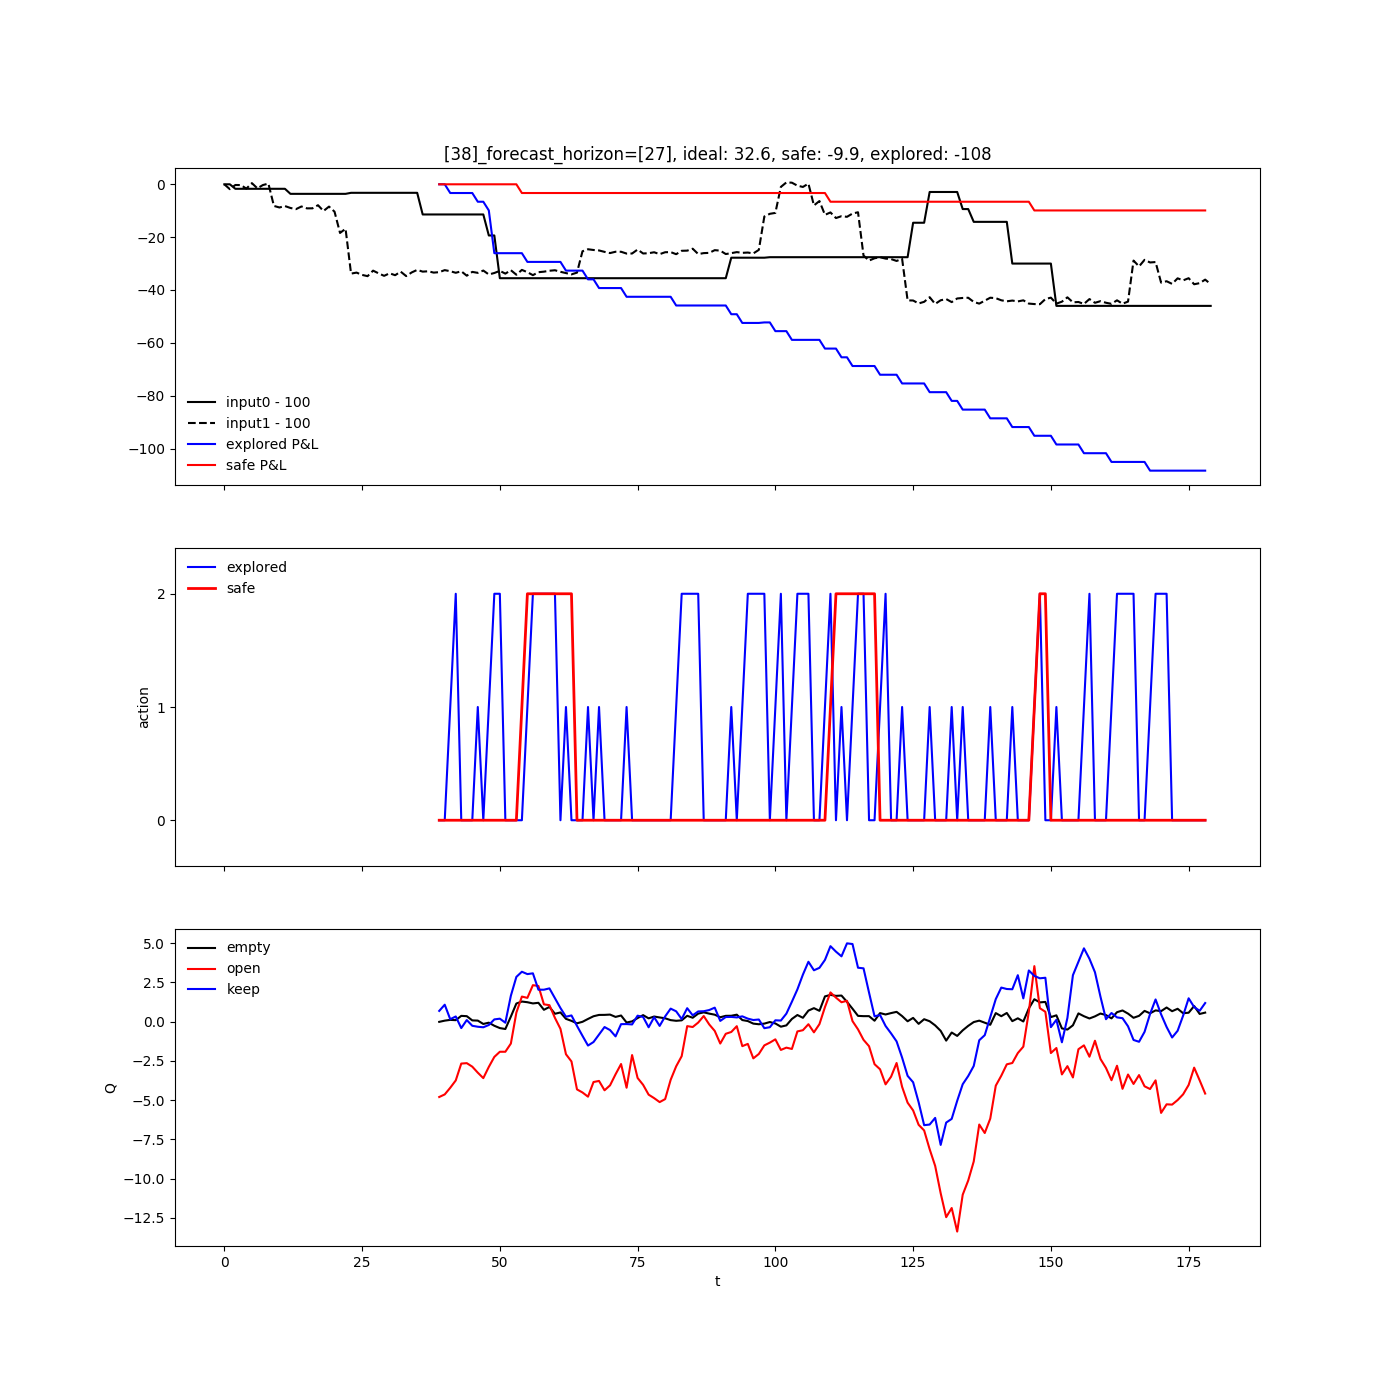 [38]_forecast_horizon=[27], ideal: 32.6, safe: -9.9, explored: -108
0
−20
−40
−60
−80
−100
input0 - 100
input1 - 100
explored P&L
safe P&L
explored
safe
2
1
0
action
empty
open
keep
5.0
2.5
0.0
−2.5
−5.0
−7.5
−10.0
−12.5
Q
0 25 50 75 100 125 150 175
t